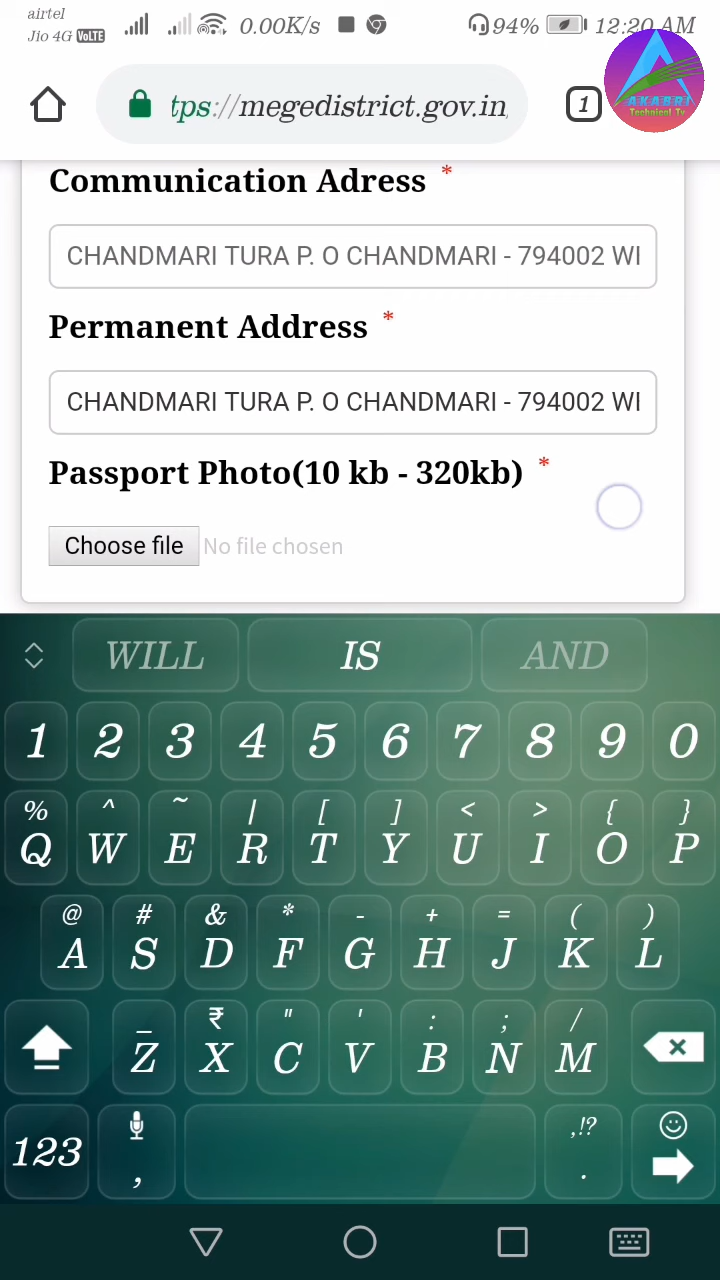 airtel
Jio 4G VoLTE 0.00K/s 94% 12:20 AM
tps://megedistrict.gov.in, 1
AKABRI
Technical Tv
Communication Adress *
CHANDMARI TURA P. O CHANDMARI - 794002 WI
Permanent Address *
CHANDMARI TURA P. O CHANDMARI - 794002 WI
Passport Photo(10 kb - 320kb) *
Choose file No file chosen
WILL IS AND
1 2 3 4 5 6 7 8 9 0
% ^ ~ | [ ] < > { }
Q W E R T Y U I O P
@ # & * - + = ( )
A S D F G H J K L
_ ₹ " ' : ; /
Z X C V B N M
,!?
123 , .